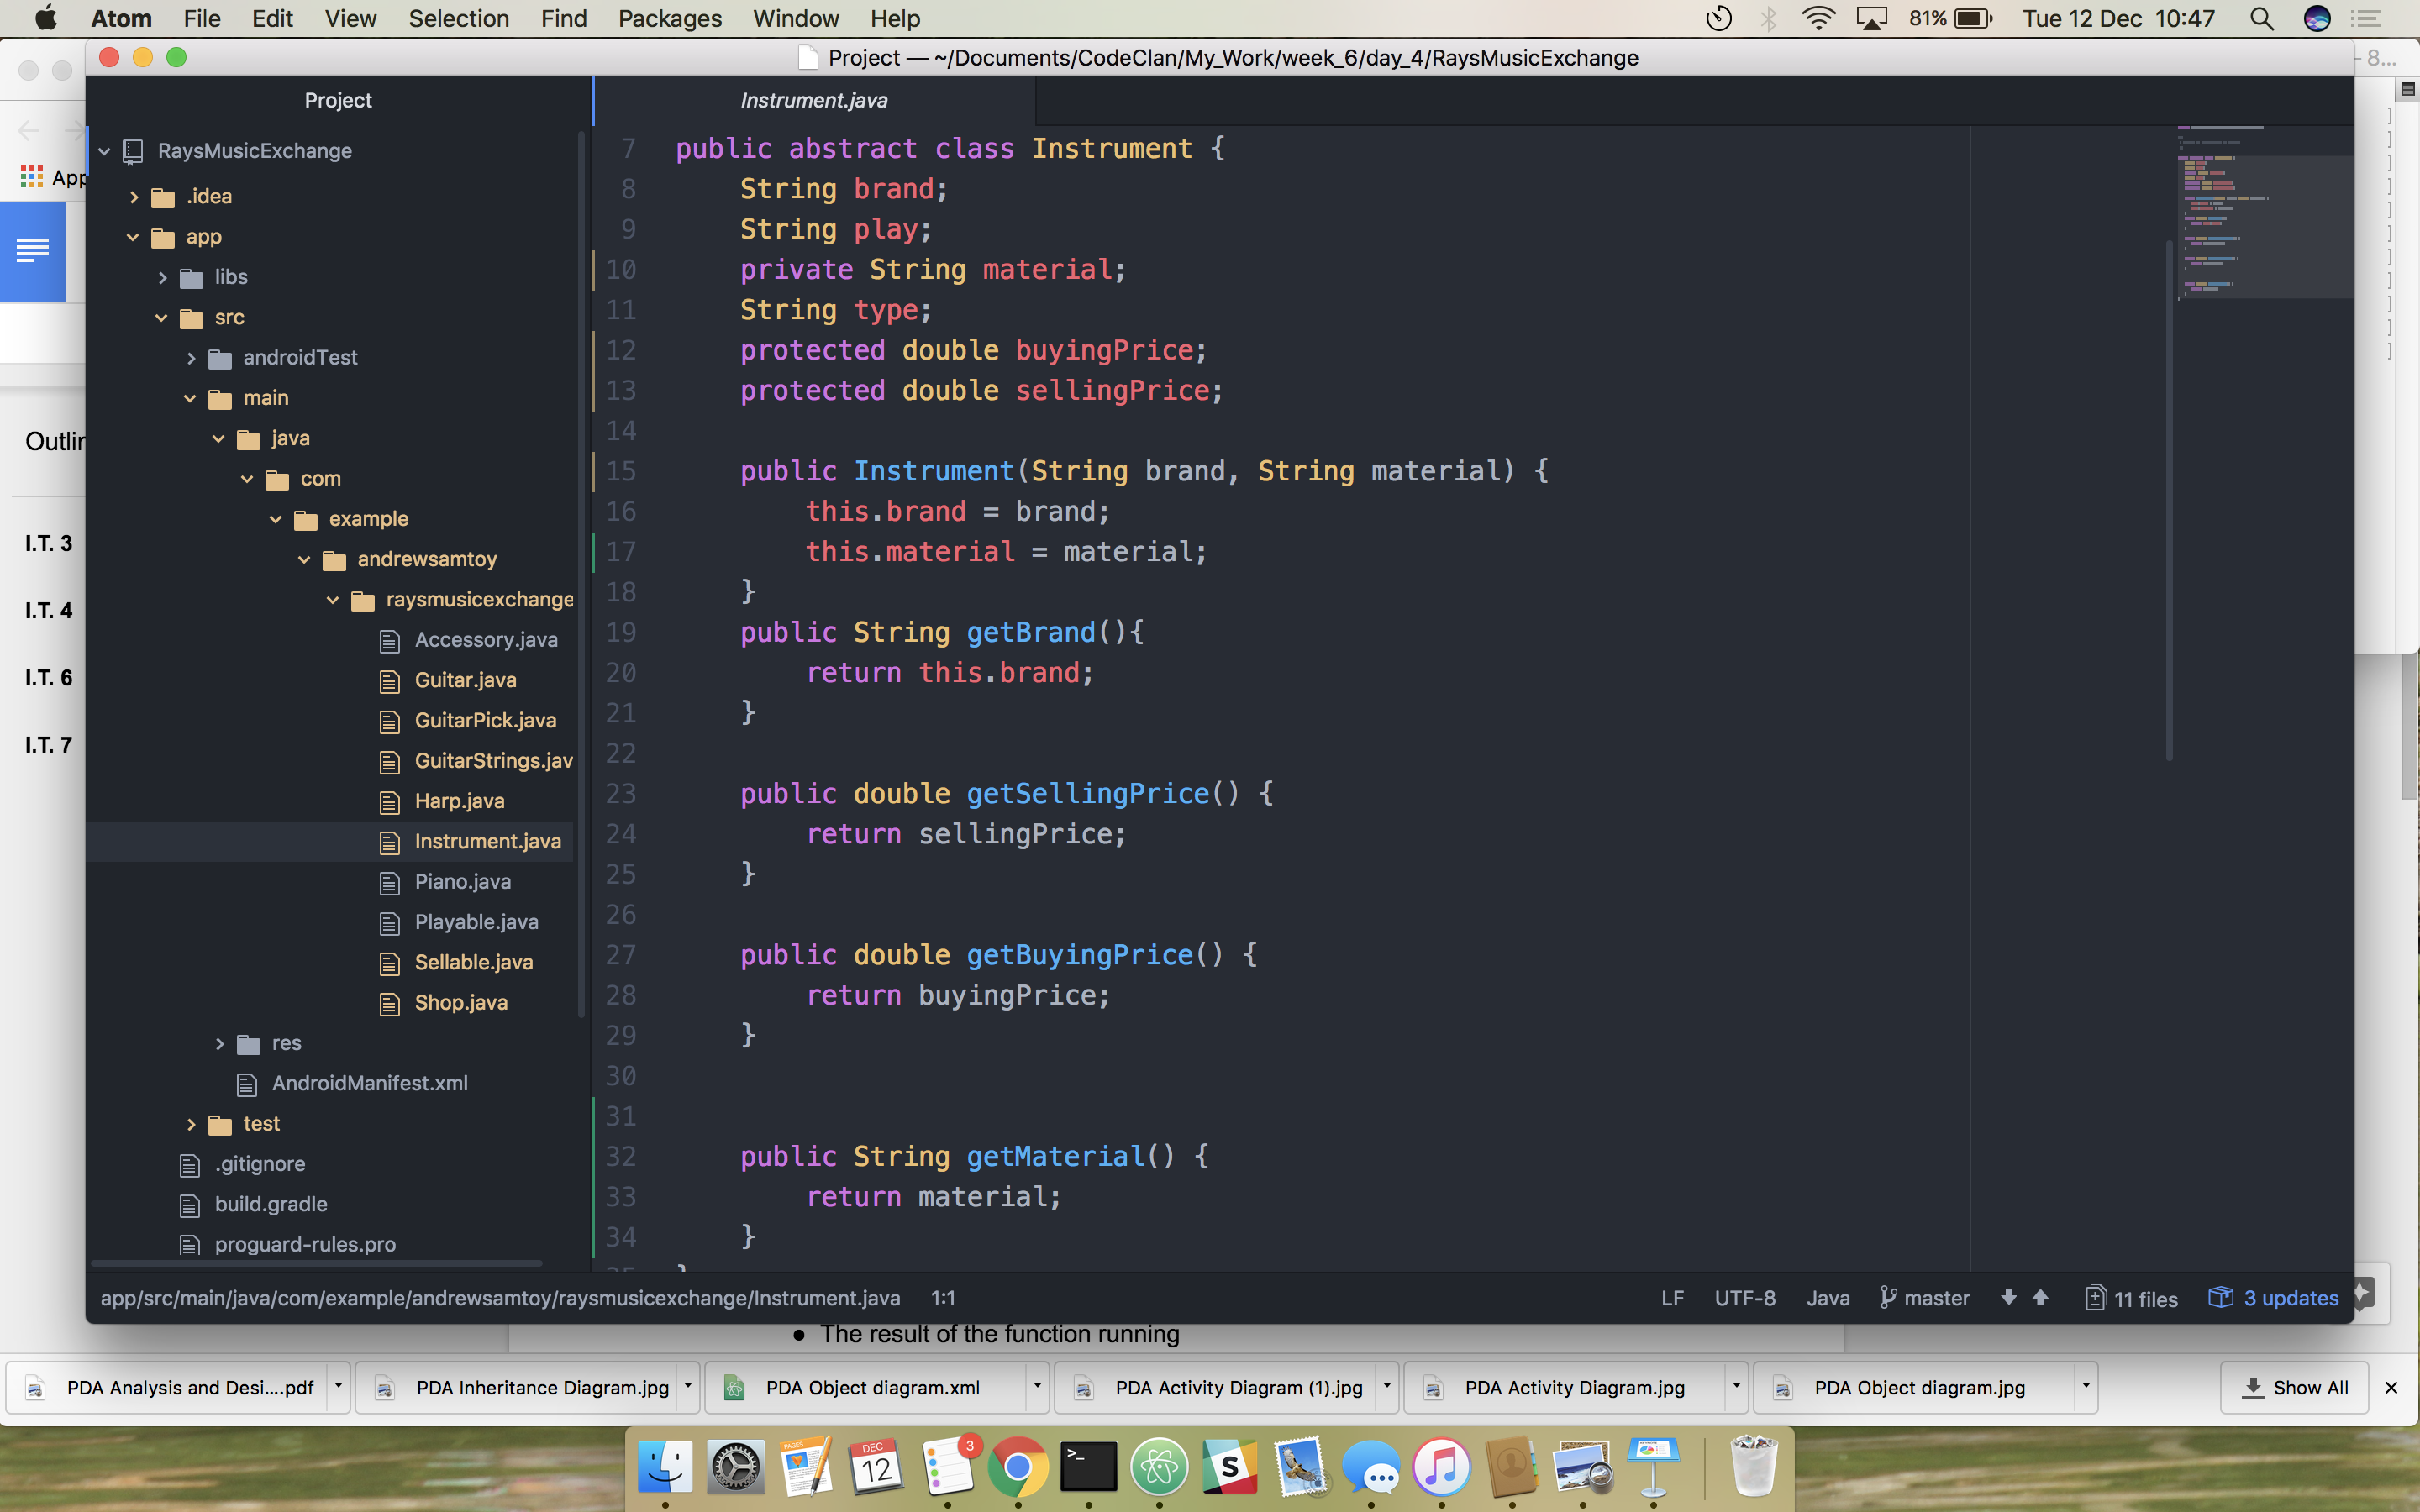 Atom File Edit View Selection Find Packages Window Help 81% Tue 12 Dec 10:47
Project — ~/Documents/CodeClan/My_Work/week_6/day_4/RaysMusicExchange
- 8...
Project
Instrument.java
RaysMusicExchange
.idea
app
libs
src
androidTest
main
java
com
example
andrewsamtoy
raysmusicexchange
Accessory.java
Guitar.java
GuitarPick.java
GuitarStrings.jav
Harp.java
Instrument.java
Piano.java
Playable.java
Sellable.java
Shop.java
res
AndroidManifest.xml
test
.gitignore
build.gradle
proguard-rules.pro
7 public abstract class Instrument {
8 String brand;
9 String play;
10 private String material;
11 String type;
12 protected double buyingPrice;
13 protected double sellingPrice;
14
15 public Instrument(String brand, String material) {
16 this.brand = brand;
17 this.material = material;
18 }
19 public String getBrand(){
20 return this.brand;
21 }
22
23 public double getSellingPrice() {
24 return sellingPrice;
25 }
26
27 public double getBuyingPrice() {
28 return buyingPrice;
29 }
30
31
32 public String getMaterial() {
33 return material;
34 }
App
Outlin
I.T. 3
I.T. 4
I.T. 6
I.T. 7
app/src/main/java/com/example/andrewsamtoy/raysmusicexchange/Instrument.java 1:1 LF UTF-8 Java master 11 files 3 updates
● The result of the function running
PDA Analysis and Desi....pdf PDA Inheritance Diagram.jpg PDA Object diagram.xml PDA Activity Diagram (1).jpg PDA Activity Diagram.jpg PDA Object diagram.jpg Show All
PAGES
DEC
12
3
>_
S